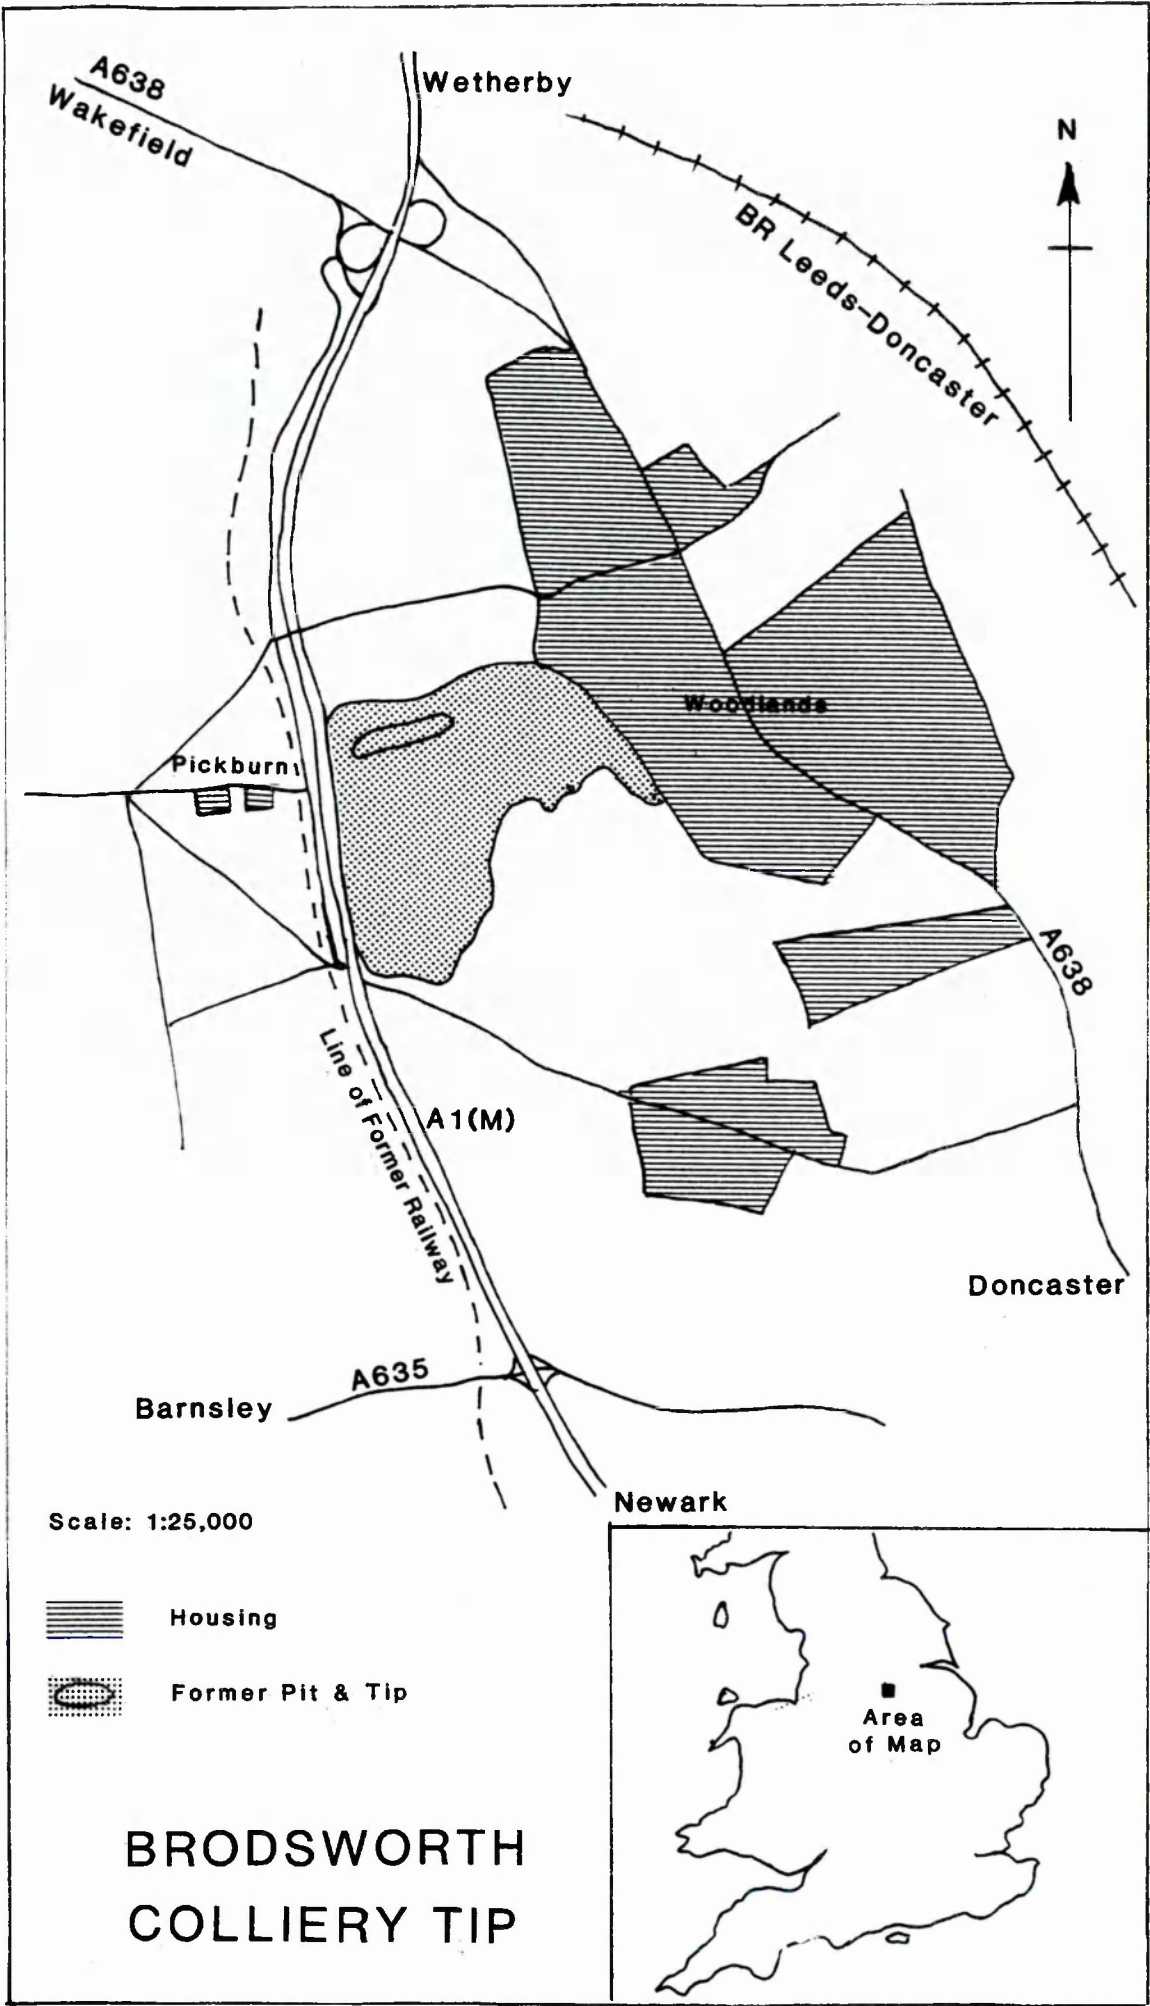 A638
Wakefield
Wetherby
N
BR Leeds-Doncaster
Woodlands
Pickburn
A638
Line of Former Railway
A1(M)
Doncaster
A635
Barnsley
Newark
Scale: 1:25,000
Housing
Former Pit & Tip
Area
of Map
BRODSWORTH
COLLIERY TIP